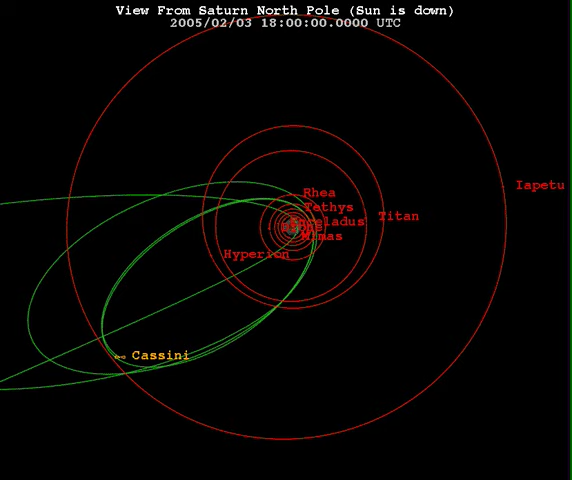 View From Saturn North Pole (Sun is down)
2005/02/03 18:00:00.0000 UTC
Iapetu
Rhea
Tethys
Titan
Mimas
Hyperion
Cassini